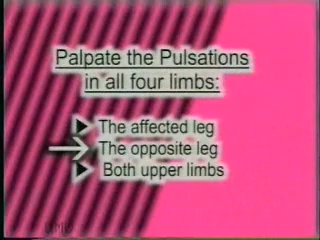 Palpate the Pulsations
in all four limbs:
The affected leg
The opposite leg
Both upper limbs